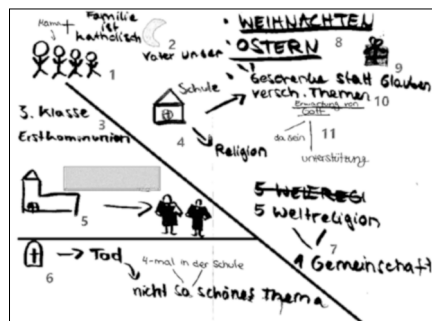 Mama +
Familie
ist
katholisch
1
2
Vater unser
• WEIHNACHTEN
• OSTERN
8
9
Geschenke statt Glauben
versch. Themen
10
Erwartung von
Gott
11
da sein
unterstützung
Schule
4
Religion
3
3. Klasse
Erstkommunion
5
5 WELTREGI
5 Weltreligion
7
1 Gemeinschaft
6
Tod
4-mal in der Schule
nicht so schönes Thema